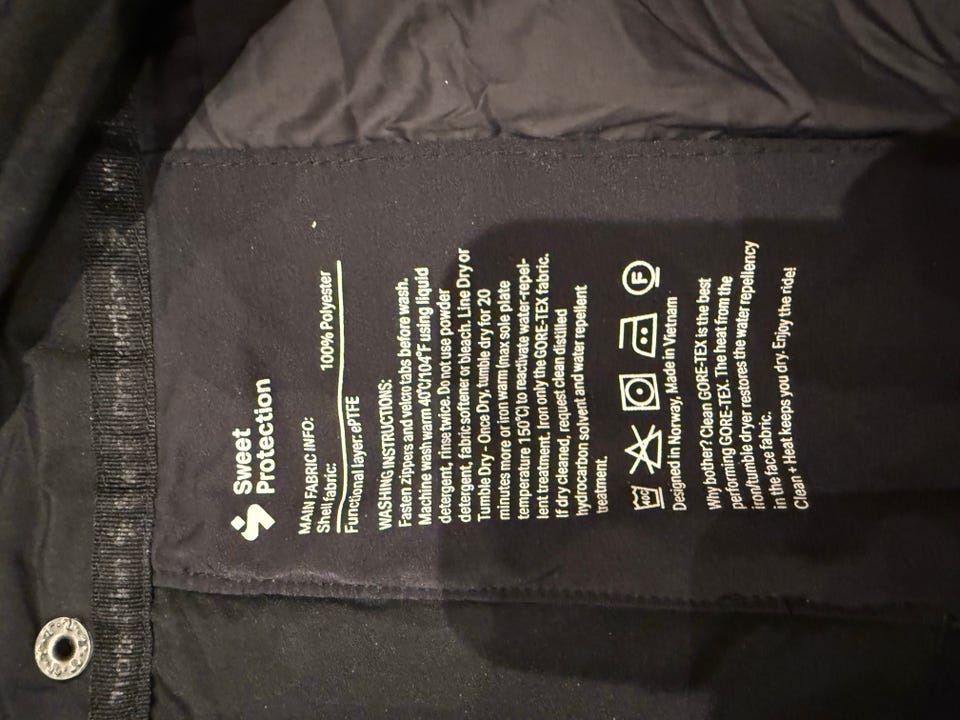 Sweet
Protection
MAIN FABRIC INFO:
Shell fabric: 100% Polyester
Functional layer: ePTFE
WASHING INSTRUCTIONS:
Fasten zippers and velcro tabs before wash.
Machine wash warm 40°C/104°F using liquid
detergent, rinse twice. Do not use powder
detergent, fabric softener or bleach. Line Dry or
Tumble Dry - Once Dry, tumble dry for 20
minutes more or iron warm (max sole plate
temperature 150°C) to reactivate water-repel-
lent treatment. Iron only the GORE-TEX fabric.
If dry cleaned, request clean distilled
hydrocarbon solvent and water repellent
treatment.
40 F
Designed in Norway, Made in Vietnam
Why bother? Clean GORE-TEX is the best
performing GORE-TEX. The heat from the
iron/tumble dryer restores the water repellency
in the face fabric.
Clean + Heat keeps you dry. Enjoy the ride!